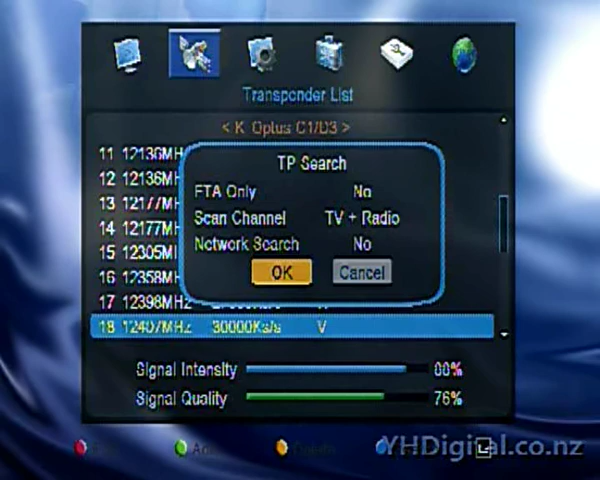 Transponder List
< K Optus C1/D3 >
11 12136MH
12 12136MH
13 12177MH
14 12177MH
15 12305M
16 12358MH
17 12398MHz
18 12407MHz 30000Ks/s V
TP Search
FTA Only No
Scan Channel TV + Radio
Network Search No
OK Cancel
Signal Intensity
Signal Quality 76%
YHDigital.co.nz